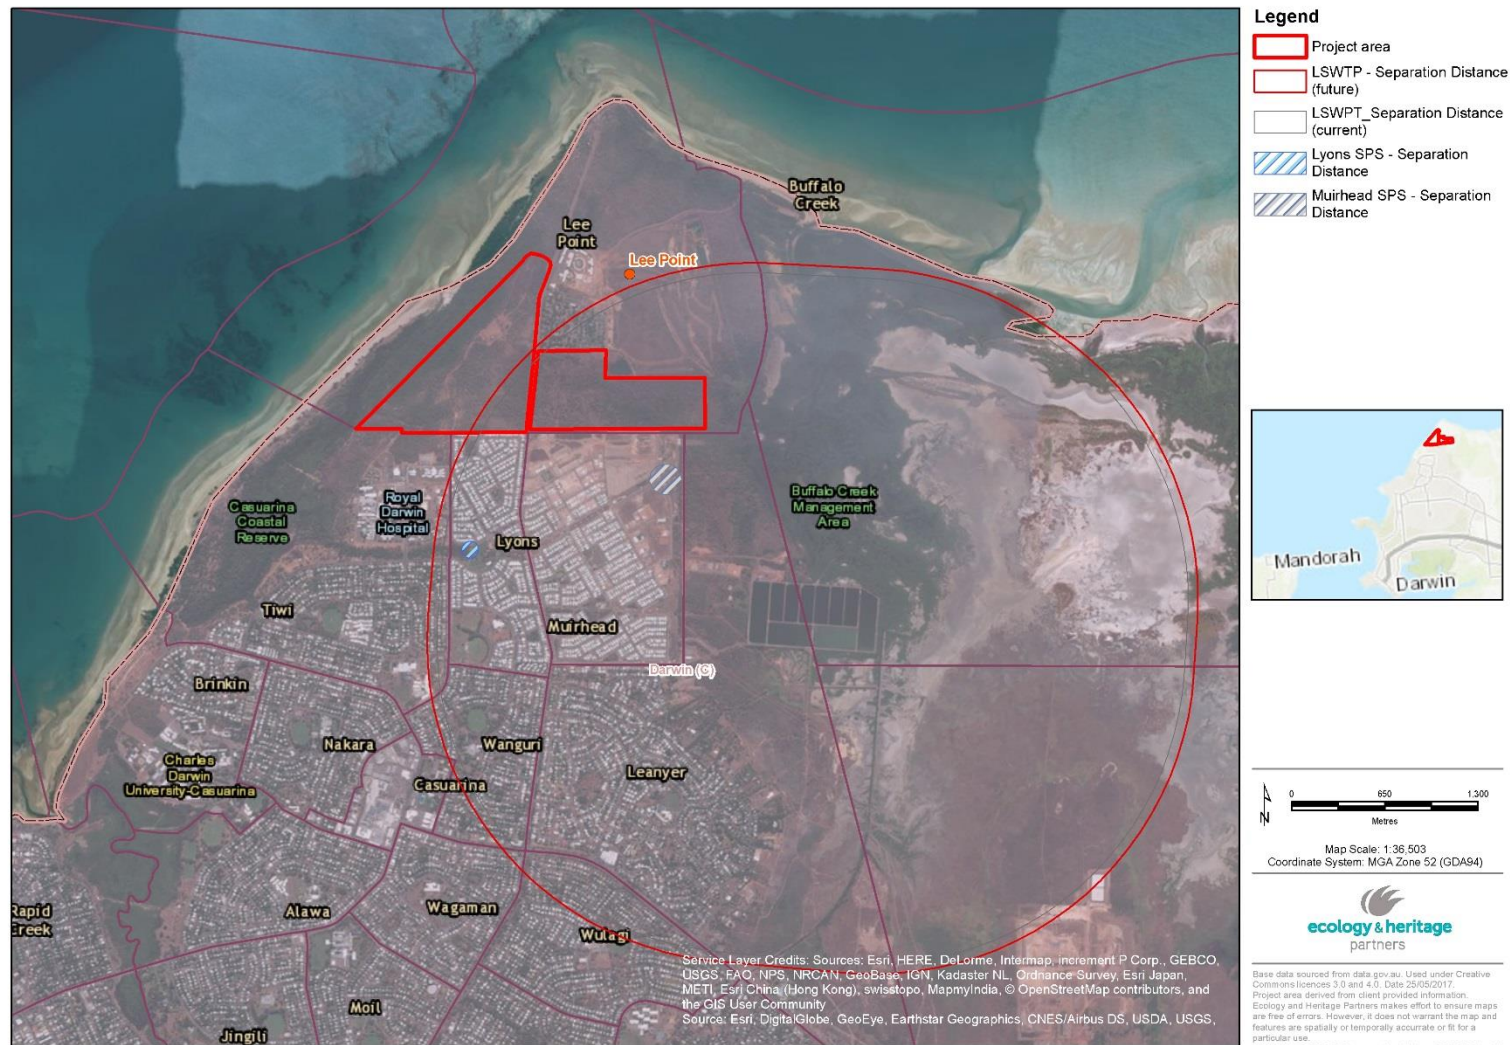 Buffalo
Creek
Lee
Point
Lee Point
Casuarina
Coastal
Reserve
Royal
Darwin
Hospital
Buffalo Creek
Management
Area
Lyons
Tiwi
Muirhead
Darwin (C)
Brinkin
Nakara
Wanguri
Charles
Darwin
University-Casuarina
Casuarina
Leanyer
Rapid
Creek
Alawa
Wagaman
Wulagi
Moil
Jingili
Service Layer Credits: Sources: Esri, HERE, DeLorme, Intermap, increment P Corp., GEBCO,
USGS, FAO, NPS, NRCAN, GeoBase, IGN, Kadaster NL, Ordnance Survey, Esri Japan,
METI, Esri China (Hong Kong), swisstopo, MapmyIndia, © OpenStreetMap contributors, and
the GIS User Community
Source: Esri, DigitalGlobe, GeoEye, Earthstar Geographics, CNES/Airbus DS, USDA, USGS,
Legend
Project area
LSWTP - Separation Distance
(future)
LSWPT_Separation Distance
(current)
Lyons SPS - Separation
Distance
Muirhead SPS - Separation
Distance
Mandorah
Darwin
N
0 650 1,300
Metres
Map Scale: 1:36,503
Coordinate System: MGA Zone 52 (GDA94)
ecology & heritage
partners
Base data sourced from data.gov.au. Used under Creative
Commons licences 3.0 and 4.0. Date 25/05/2017.
Project area derived from client provided information.
Ecology and Heritage Partners makes effort to ensure maps
are free of errors. However, it does not warrant the map and
features are spatially or temporally accurrate or fit for a
particular use.